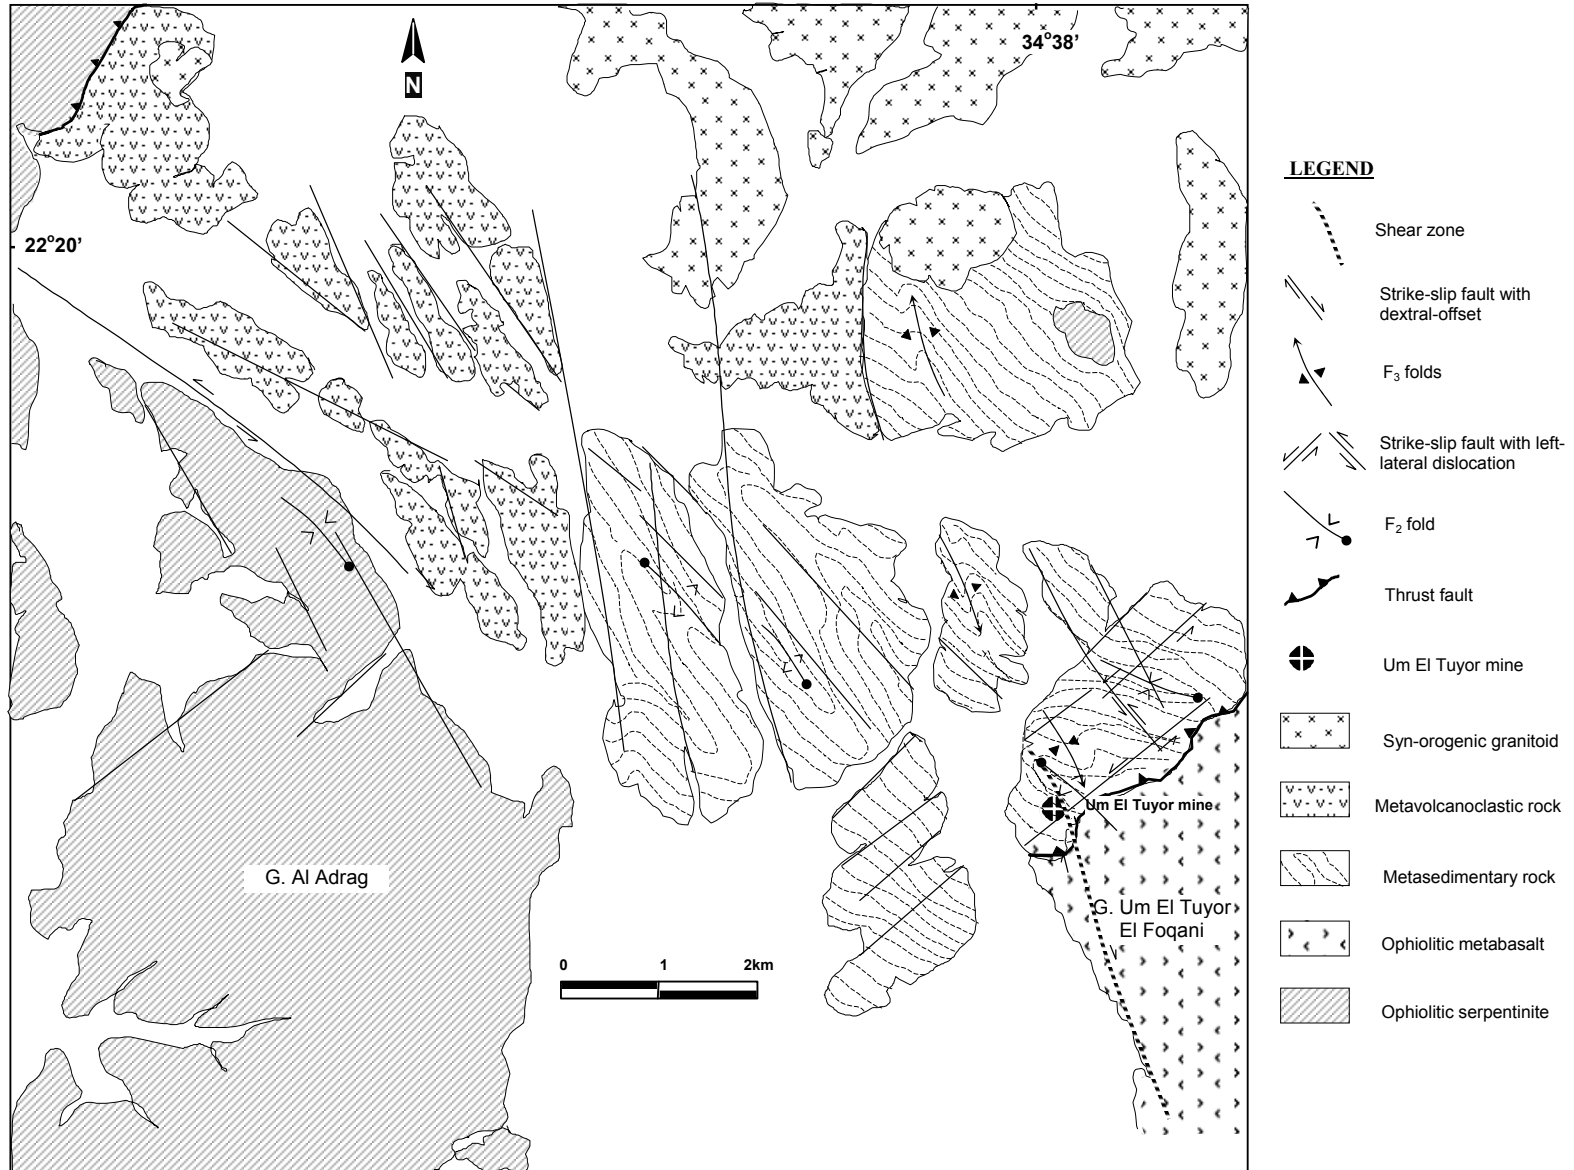 34°38’
N
22°20’
Um El Tuyor mine
G. Al Adrag
G. Um El Tuyor
El Foqani
0 1 2km
LEGEND
Shear zone
Strike-slip fault with
dextral-offset
F3 folds
Strike-slip fault with left-
lateral dislocation
F2 fold
Thrust fault
Um El Tuyor mine
Syn-orogenic granitoid
Metavolcanoclastic rock
Metasedimentary rock
Ophiolitic metabasalt
Ophiolitic serpentinite